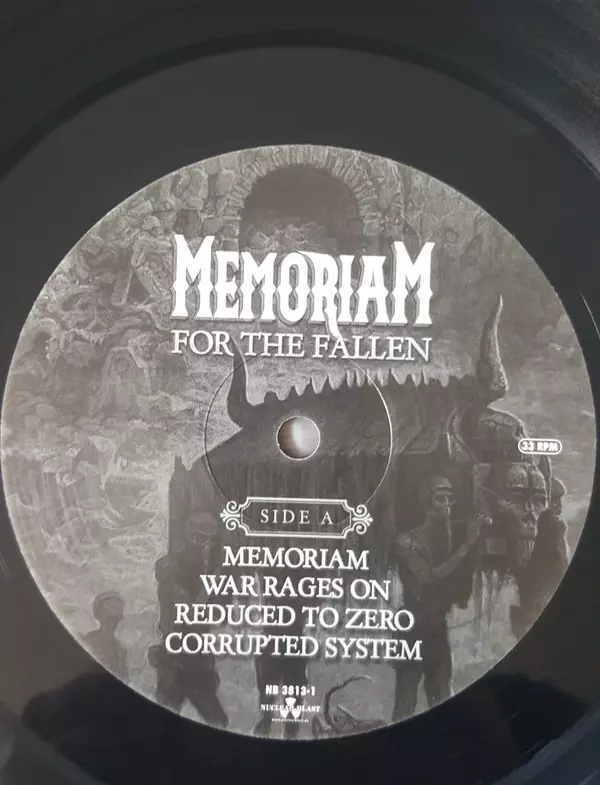 MEMORIAM
FOR THE FALLEN
33 RPM
SIDE A
MEMORIAM
WAR RAGES ON
REDUCED TO ZERO
CORRUPTED SYSTEM
NB 3813-1
NUCLEAR BLAST